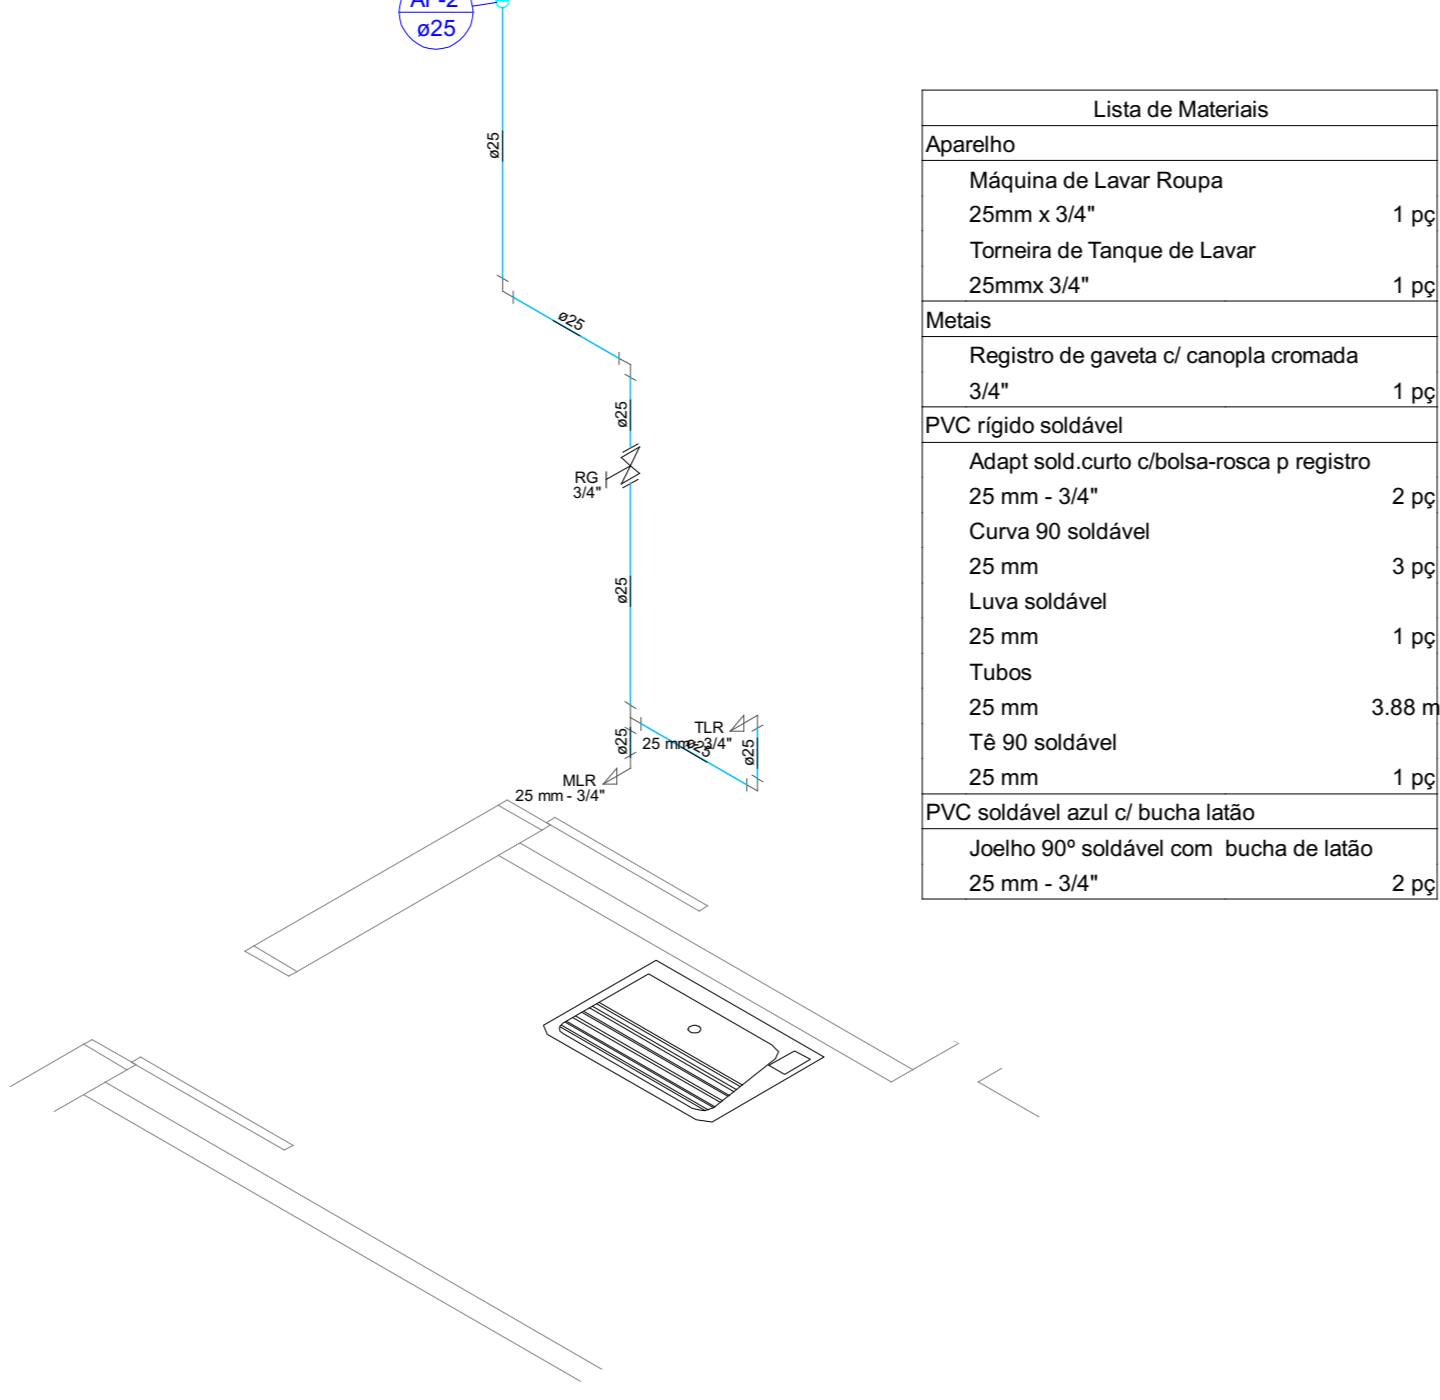 AF-2
ø25
ø25
ø25
ø25
RG
3/4"
ø25
ø25
TLR
25 mm - 3/4"
ø25
ø25
MLR
25 mm - 3/4"
Lista de Materiais
Aparelho
Máquina de Lavar Roupa
25mm x 3/4" 1 pç
Torneira de Tanque de Lavar
25mmx 3/4" 1 pç
Metais
Registro de gaveta c/ canopla cromada
3/4" 1 pç
PVC rígido soldável
Adapt sold.curto c/bolsa-rosca p registro
25 mm - 3/4" 2 pç
Curva 90 soldável
25 mm 3 pç
Luva soldável
25 mm 1 pç
Tubos
25 mm 3.88 m
Tê 90 soldável
25 mm 1 pç
PVC soldável azul c/ bucha latão
Joelho 90º soldável com bucha de latão
25 mm - 3/4" 2 pç